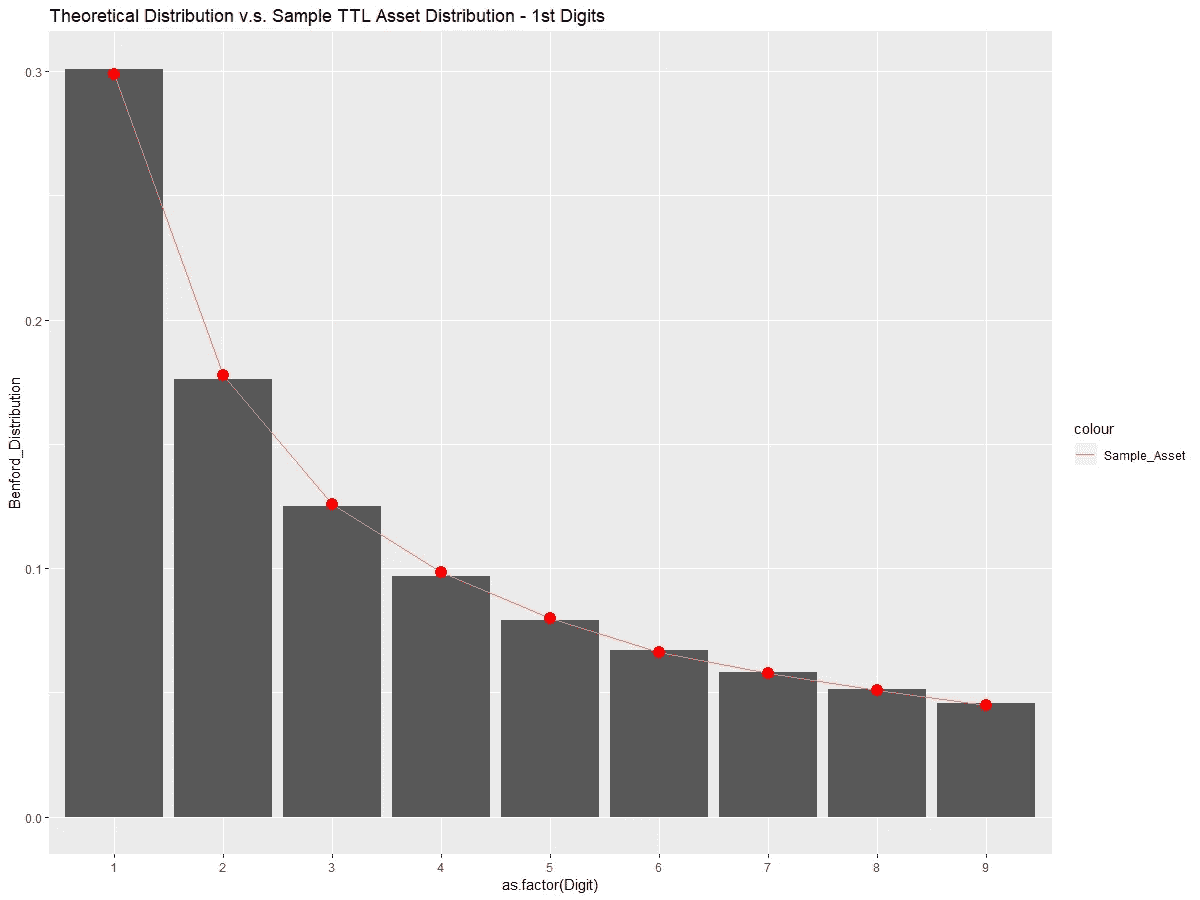 Theoretical Distribution v.s. Sample TTL Asset Distribution - 1st Digits
0.3
0.2
0.1
0.0
Benford_Distribution
1 2 3 4 5 6 7 8 9
as.factor(Digit)
colour
Sample_Asset